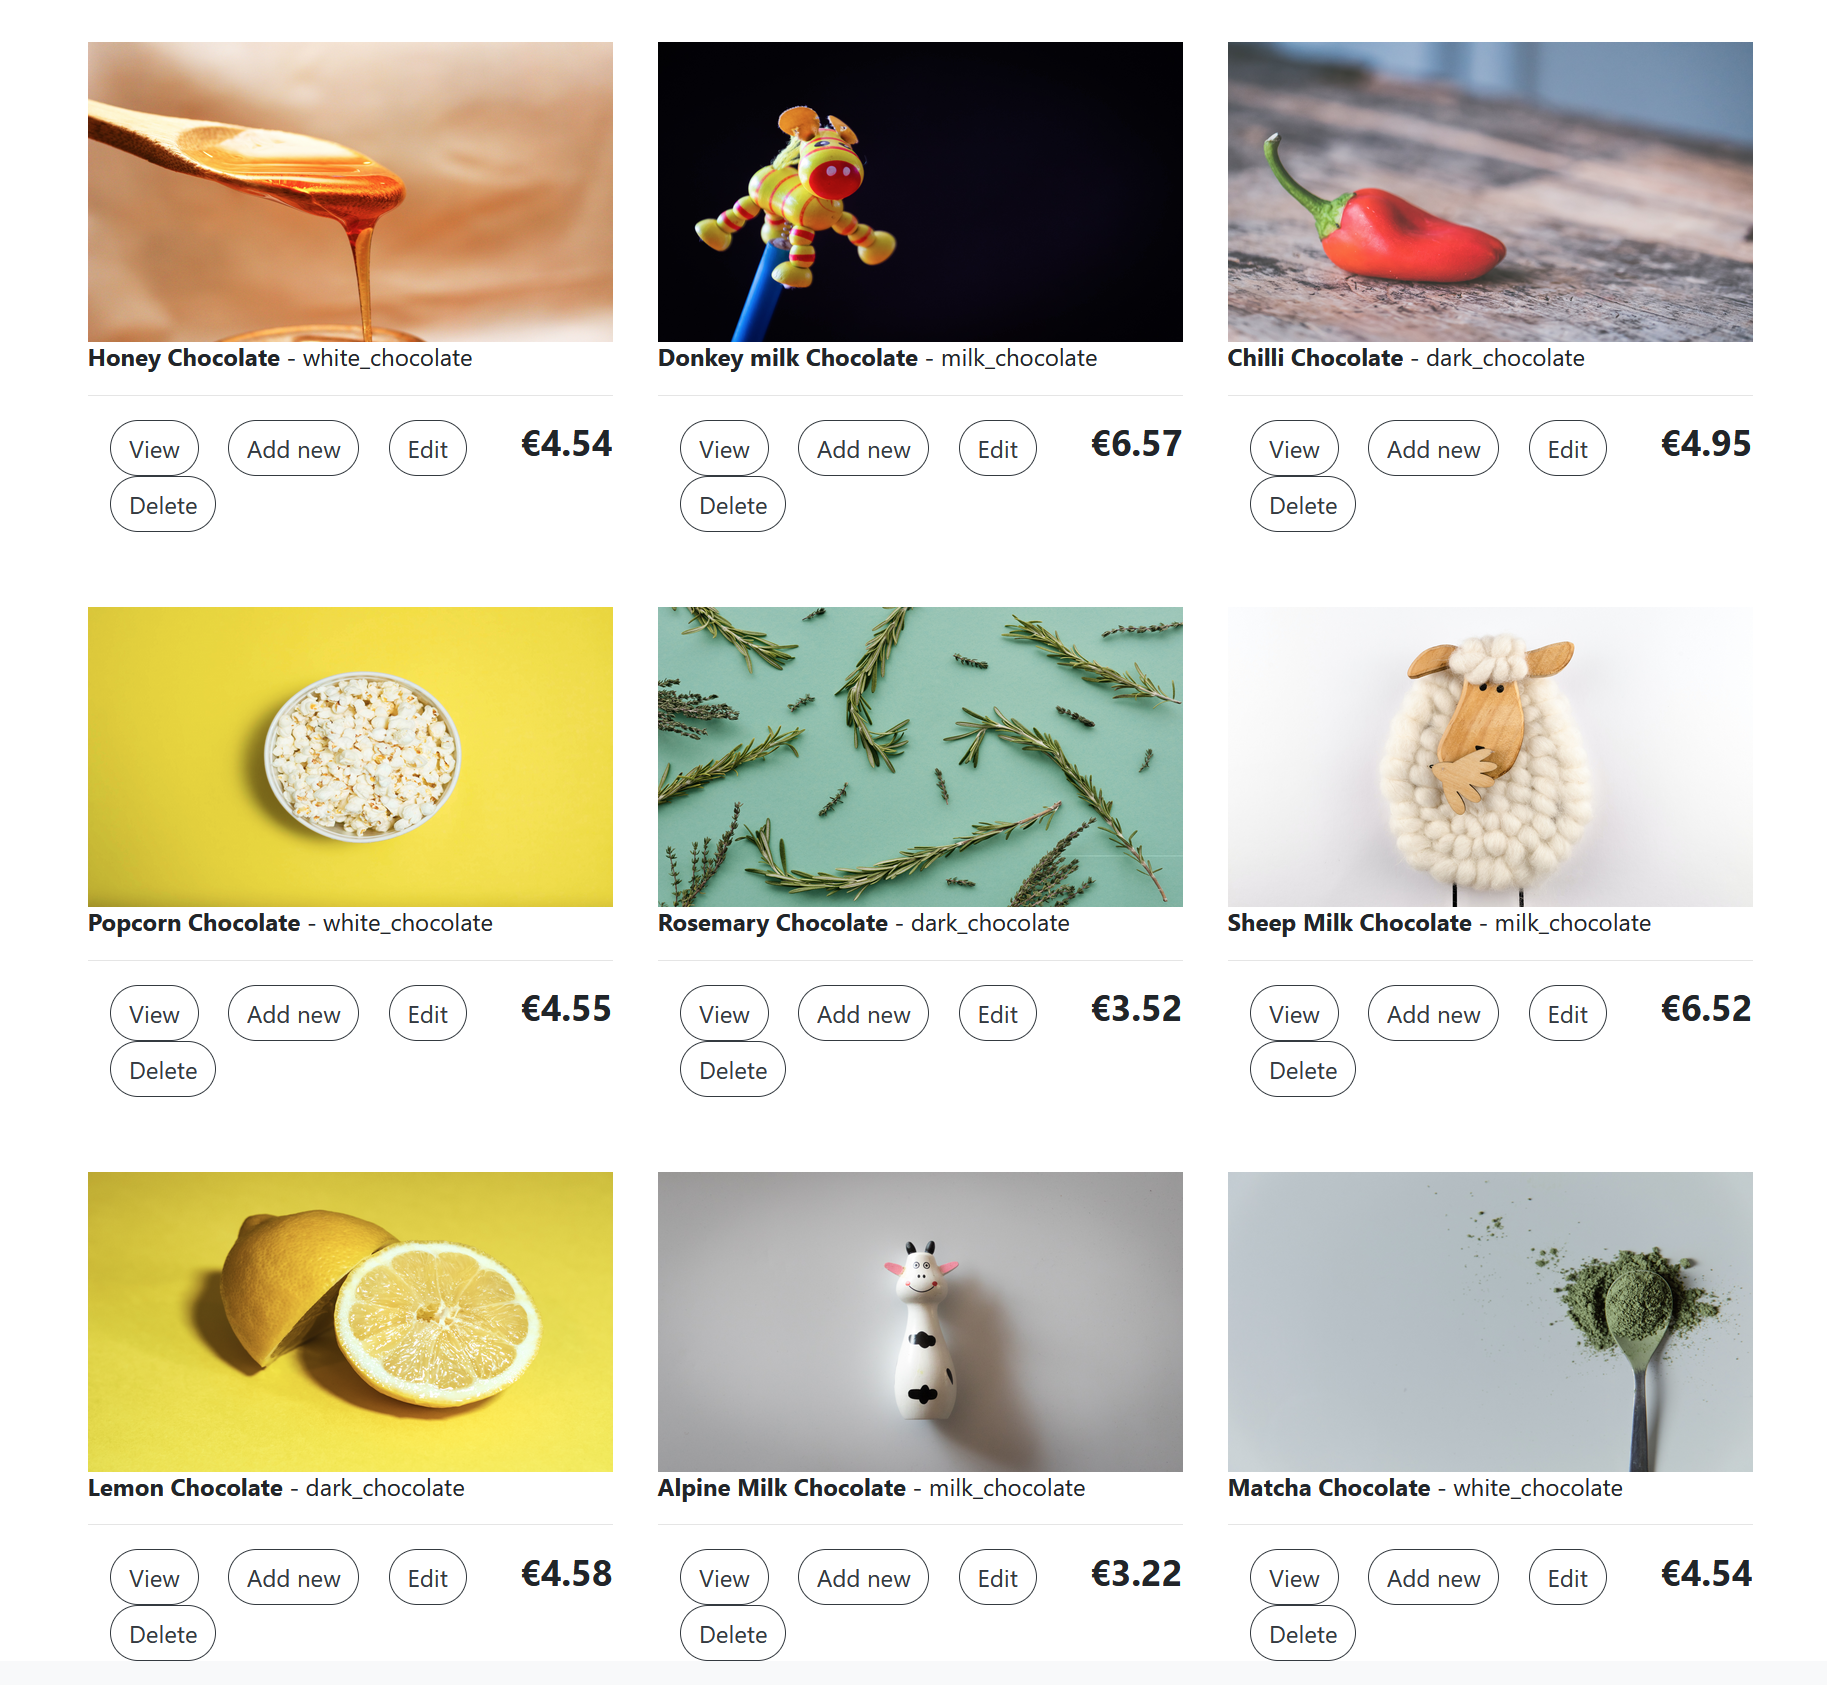 Honey Chocolate - white_chocolate
View Add new Edit €4.54
Delete
Donkey milk Chocolate - milk_chocolate
View Add new Edit €6.57
Delete
Chilli Chocolate - dark_chocolate
View Add new Edit €4.95
Delete
Popcorn Chocolate - white_chocolate
View Add new Edit €4.55
Delete
Rosemary Chocolate - dark_chocolate
View Add new Edit €3.52
Delete
Sheep Milk Chocolate - milk_chocolate
View Add new Edit €6.52
Delete
Lemon Chocolate - dark_chocolate
View Add new Edit €4.58
Delete
Alpine Milk Chocolate - milk_chocolate
View Add new Edit €3.22
Delete
Matcha Chocolate - white_chocolate
View Add new Edit €4.54
Delete